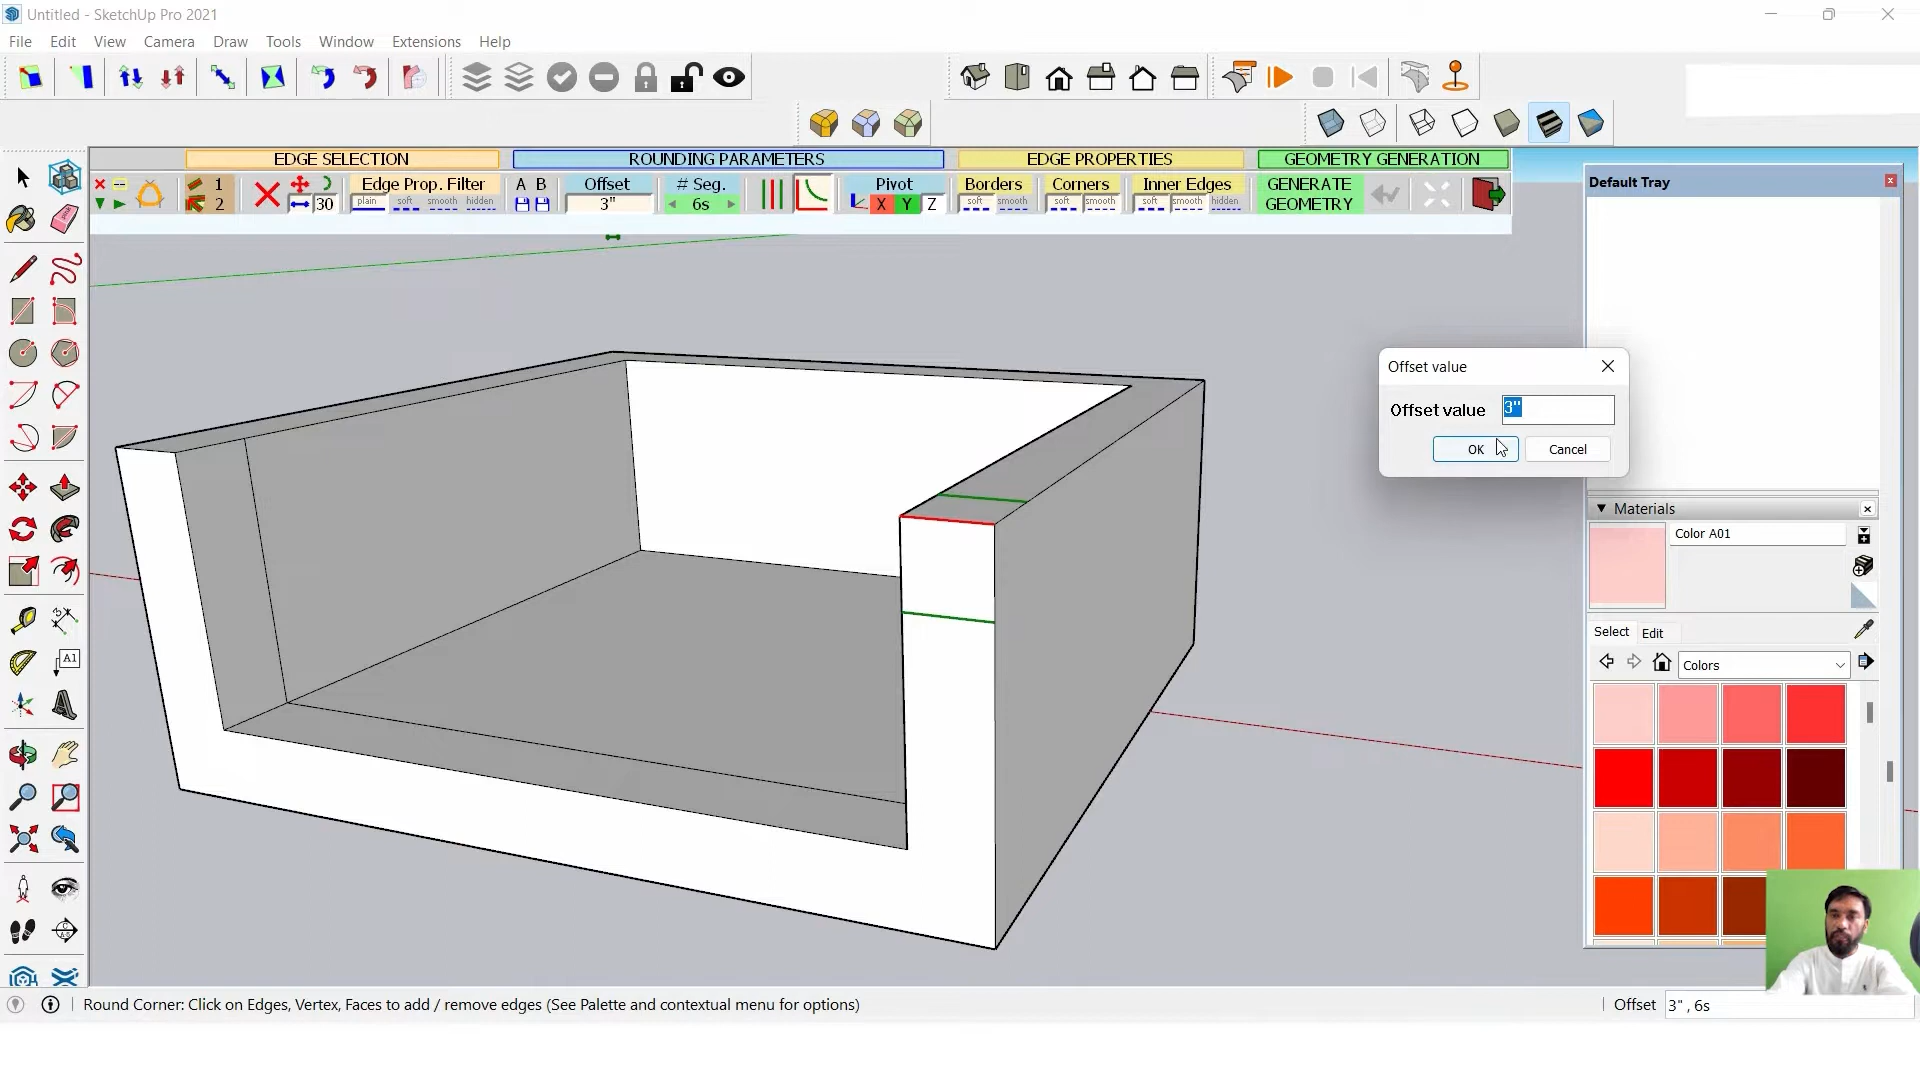 Untitled - SketchUp Pro 2021
File Edit View Camera Draw Tools Window Extensions Help
EDGE SELECTION ROUNDING PARAMETERS EDGE PROPERTIES GEOMETRY GENERATION
1 Edge Prop. Filter A B Offset # Seg. Pivot Borders Corners Inner Edges GENERATE
2 30 plain soft smooth hidden 3" 6s X Y Z soft smooth soft smooth soft smooth hidden GEOMETRY
Default Tray
Offset value
Offset value 3"
OK Cancel
Materials
Color A01
Select Edit
Colors
A1
Round Corner: Click on Edges, Vertex, Faces to add / remove edges (See Palette and contextual menu for options)
Offset 3" , 6s